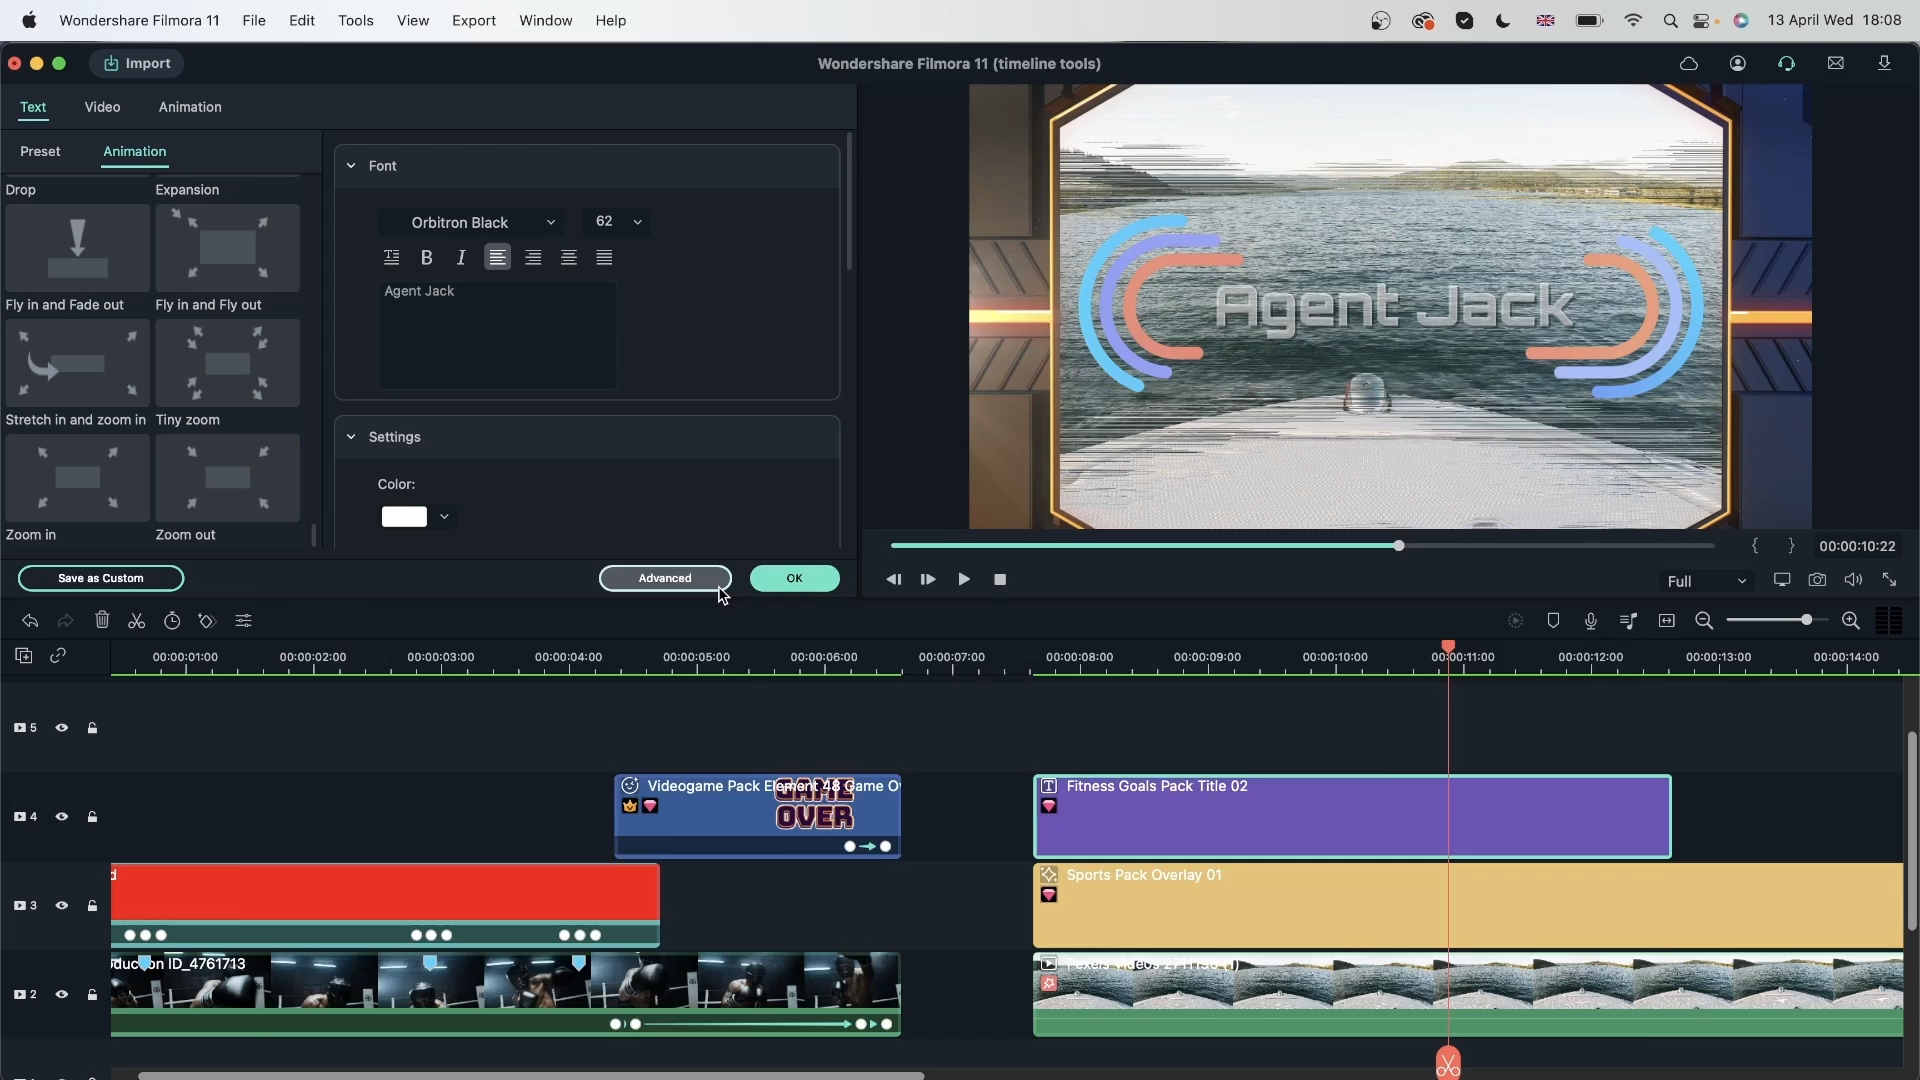 Wondershare Filmora 11 File Edit Tools View Export Window Help 13 April Wed 18:08
Import Wondershare Filmora 11 (timeline tools)
Text Video Animation
Preset Animation
Font
Drop Expansion
Orbitron Black 62
B I
Agent Jack
Agent Jack
Fly in and Fade out Fly in and Fly out
Stretch in and zoom in Tiny zoom
Settings
Color:
Zoom in Zoom out
{ } 00:00:10:22
Save as Custom Advanced OK
Full
00:00:01:00 00:00:02:00 00:00:03:00 00:00:04:00 00:00:05:00 00:00:06:00 00:00:07:00 00:00:08:00 00:00:09:00 00:00:10:00 00:00:11:00 00:00:12:00 00:00:13:00 00:00:14:00
5
Videogame Pack Element 48 Game Ov
GAME
OVER
Fitness Goals Pack Title 02
4
d
Sports Pack Overlay 01
3
duction ID_4761713
2